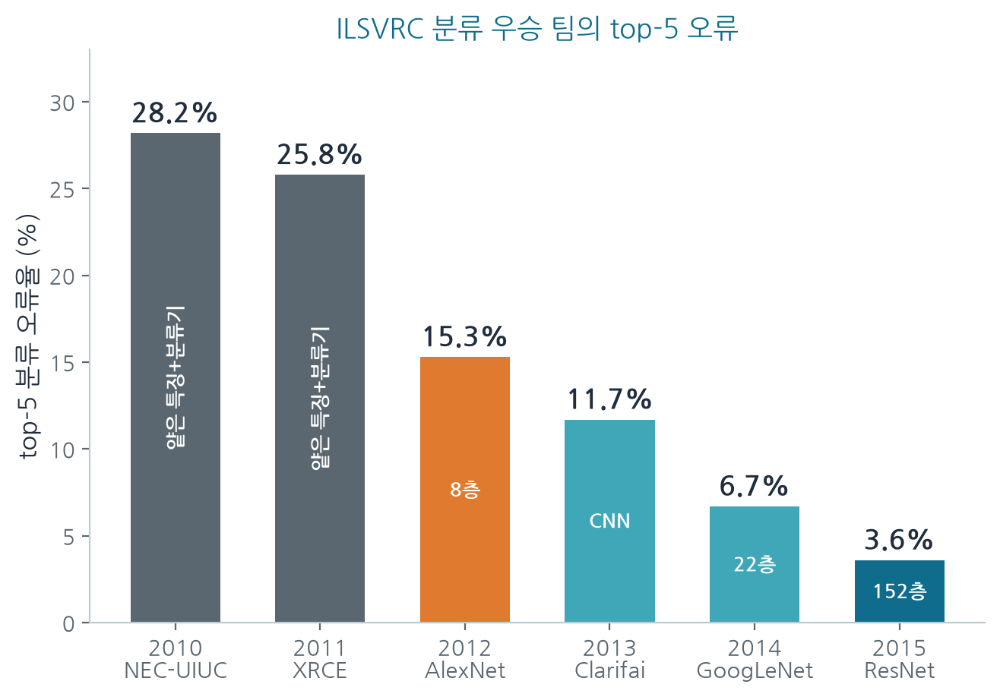 ILSVRC 분류 우승 팀의 top-5 오류
top-5 분류 오류율 (%)
30
25
20
15
10
5
0
28.2%
25.8%
15.3%
11.7%
6.7%
3.6%
얕은 특징+분류기
얕은 특징+분류기
8층
CNN
22층
152층
2010
NEC-UIUC
2011
XRCE
2012
AlexNet
2013
Clarifai
2014
GoogLeNet
2015
ResNet